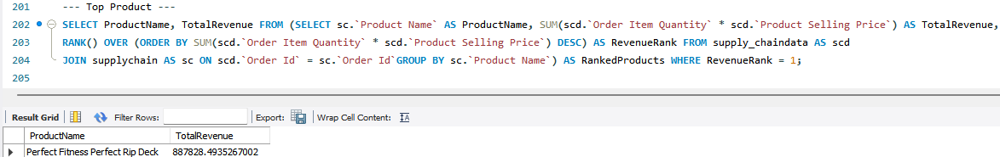 201 --- Top Product ---
202 SELECT ProductName, TotalRevenue FROM (SELECT sc.`Product Name` AS ProductName, SUM(scd.`Order Item Quantity` * scd.`Product Selling Price`) AS TotalRevenue,
203 RANK() OVER (ORDER BY SUM(scd.`Order Item Quantity` * scd.`Product Selling Price`) DESC) AS RevenueRank FROM supply_chaindata AS scd
204 JOIN supplychain AS sc ON scd.`Order Id` = sc.`Order Id`GROUP BY sc.`Product Name`) AS RankedProducts WHERE RevenueRank = 1;
205
Result Grid Filter Rows: Export: Wrap Cell Content:
ProductName TotalRevenue
Perfect Fitness Perfect Rip Deck 887828.4935267002